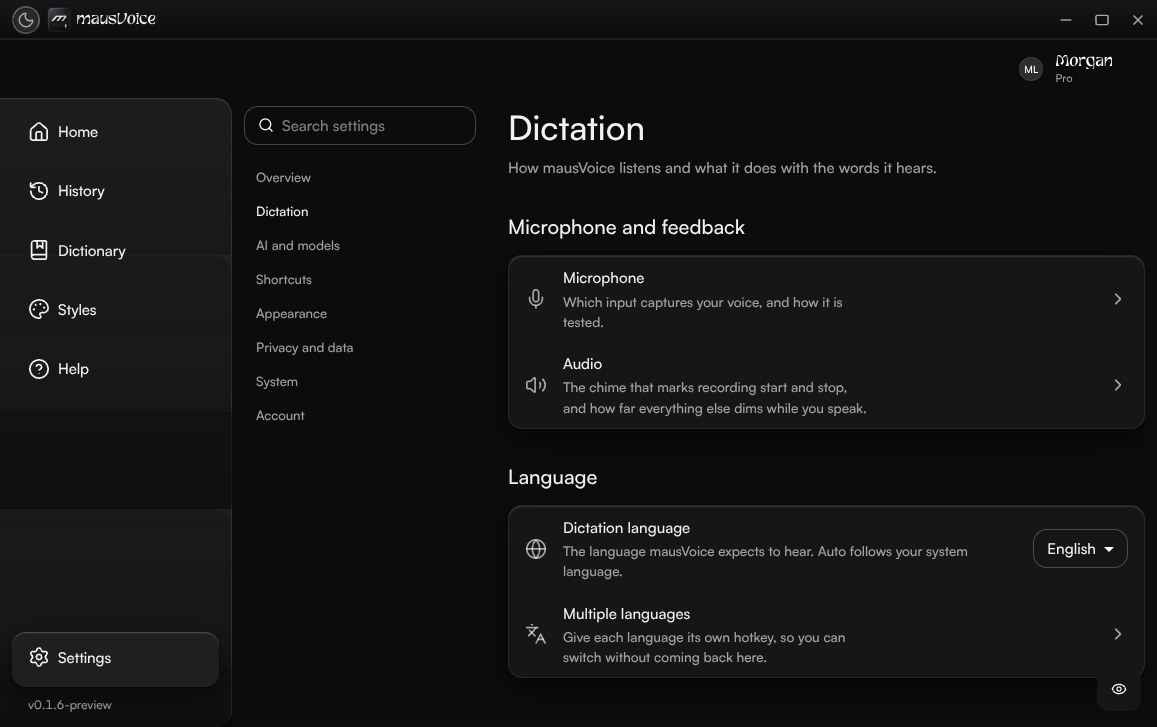 mausVoice
ML
Morgan
Pro
Home
History
Dictionary
Styles
Help
Settings
v0.1.6-preview
Search settings
Overview
Dictation
AI and models
Shortcuts
Appearance
Privacy and data
System
Account
Dictation
How mausVoice listens and what it does with the words it hears.
Microphone and feedback
Microphone
Which input captures your voice, and how it is
tested.
Audio
The chime that marks recording start and stop,
and how far everything else dims while you speak.
Language
Dictation language
The language mausVoice expects to hear. Auto follows your system
language.
English
Multiple languages
Give each language its own hotkey, so you can
switch without coming back here.